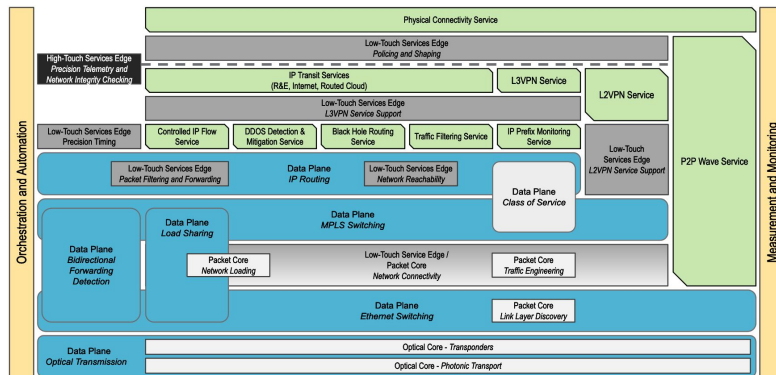 Physical Connectivity Service
Orchestration and Automation
Measurement and Monitoring
Low-Touch Services Edge
Policing and Shaping
High-Touch Services Edge
Precision Telemetry and
Network Integrity Checking
IP Transit Services
(R&E, Internet, Routed Cloud)
L3VPN Service
L2VPN Service
P2P Wave Service
Low-Touch Services Edge
L3VPN Service Support
Low-Touch Services Edge
Precision Timing
Controlled IP Flow
Service
DDOS Detection &
Mitigation Service
Black Hole Routing
Service
Traffic Filtering Service
IP Prefix Monitoring
Service
Low-Touch
Services Edge
L2VPN Service Support
Data Plane
IP Routing
Low-Touch Services Edge
Packet Filtering and Forwarding
Low-Touch Services Edge
Network Reachability
Data Plane
Class of Service
Data Plane
MPLS Switching
Data Plane
Load Sharing
Data Plane
Bidirectional
Forwarding
Detection
Packet Core
Network Loading
Low-Touch Service Edge /
Packet Core
Network Connectivity
Packet Core
Traffic Engineering
Data Plane
Ethernet Switching
Packet Core
Link Layer Discovery
Data Plane
Optical Transmission
Optical Core - Transponders
Optical Core - Photonic Transport